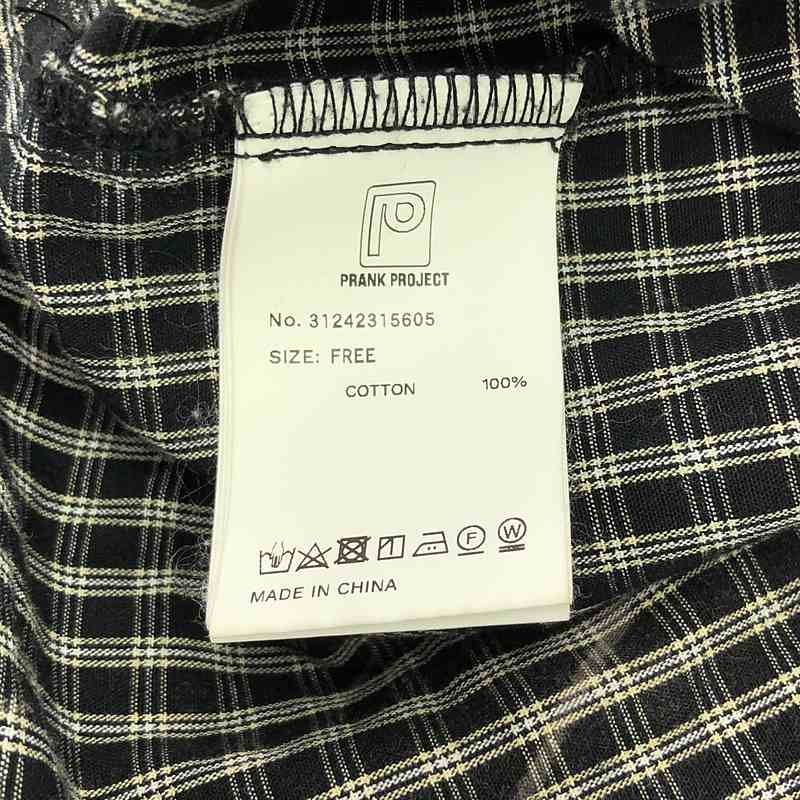 P
PRANK PROJECT
No. 31242315605
SIZE: FREE
COTTON 100%
F W
MADE IN CHINA